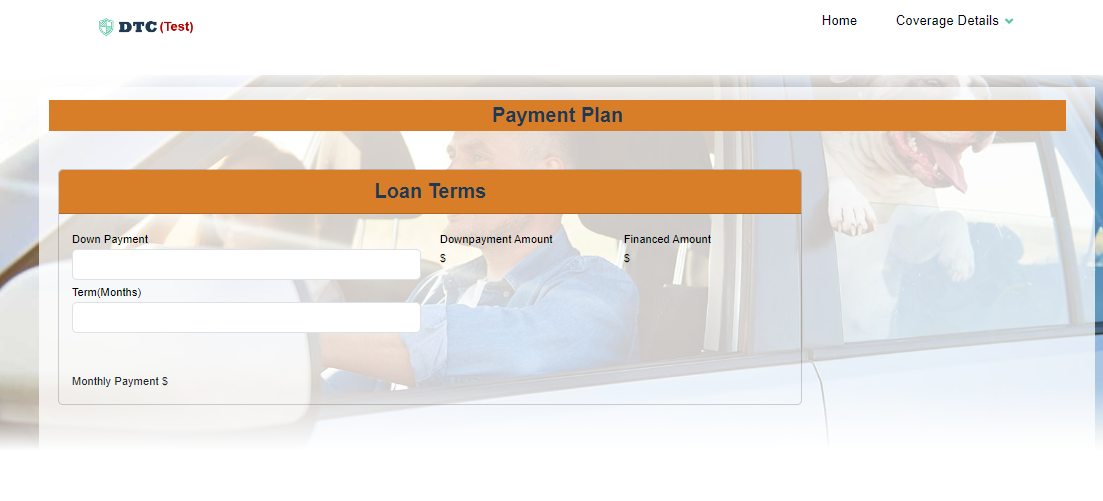 DTC (Test)
Home
Coverage Details
Payment Plan
Loan Terms
Down Payment
Downpayment Amount
Financed Amount
$
$
Term(Months)
Monthly Payment $